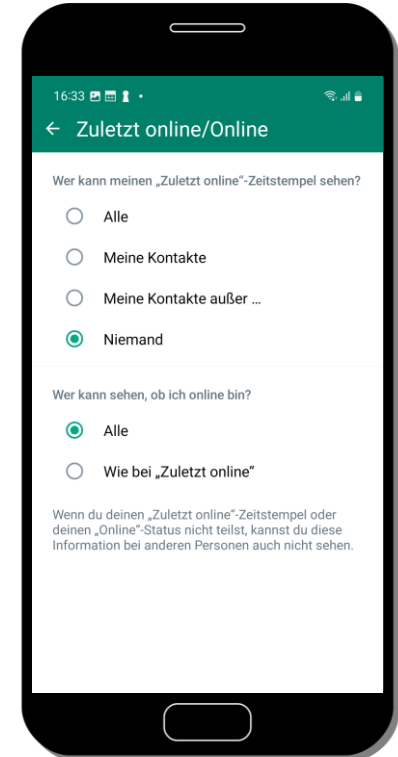 16:33
Zuletzt online/Online
Wer kann meinen „Zuletzt online“-Zeitstempel sehen?
Alle
Meine Kontakte
Meine Kontakte außer ...
Niemand
Wer kann sehen, ob ich online bin?
Alle
Wie bei „Zuletzt online“
Wenn du deinen „Zuletzt online“-Zeitstempel oder
deinen „Online“-Status nicht teilst, kannst du diese
Information bei anderen Personen auch nicht sehen.